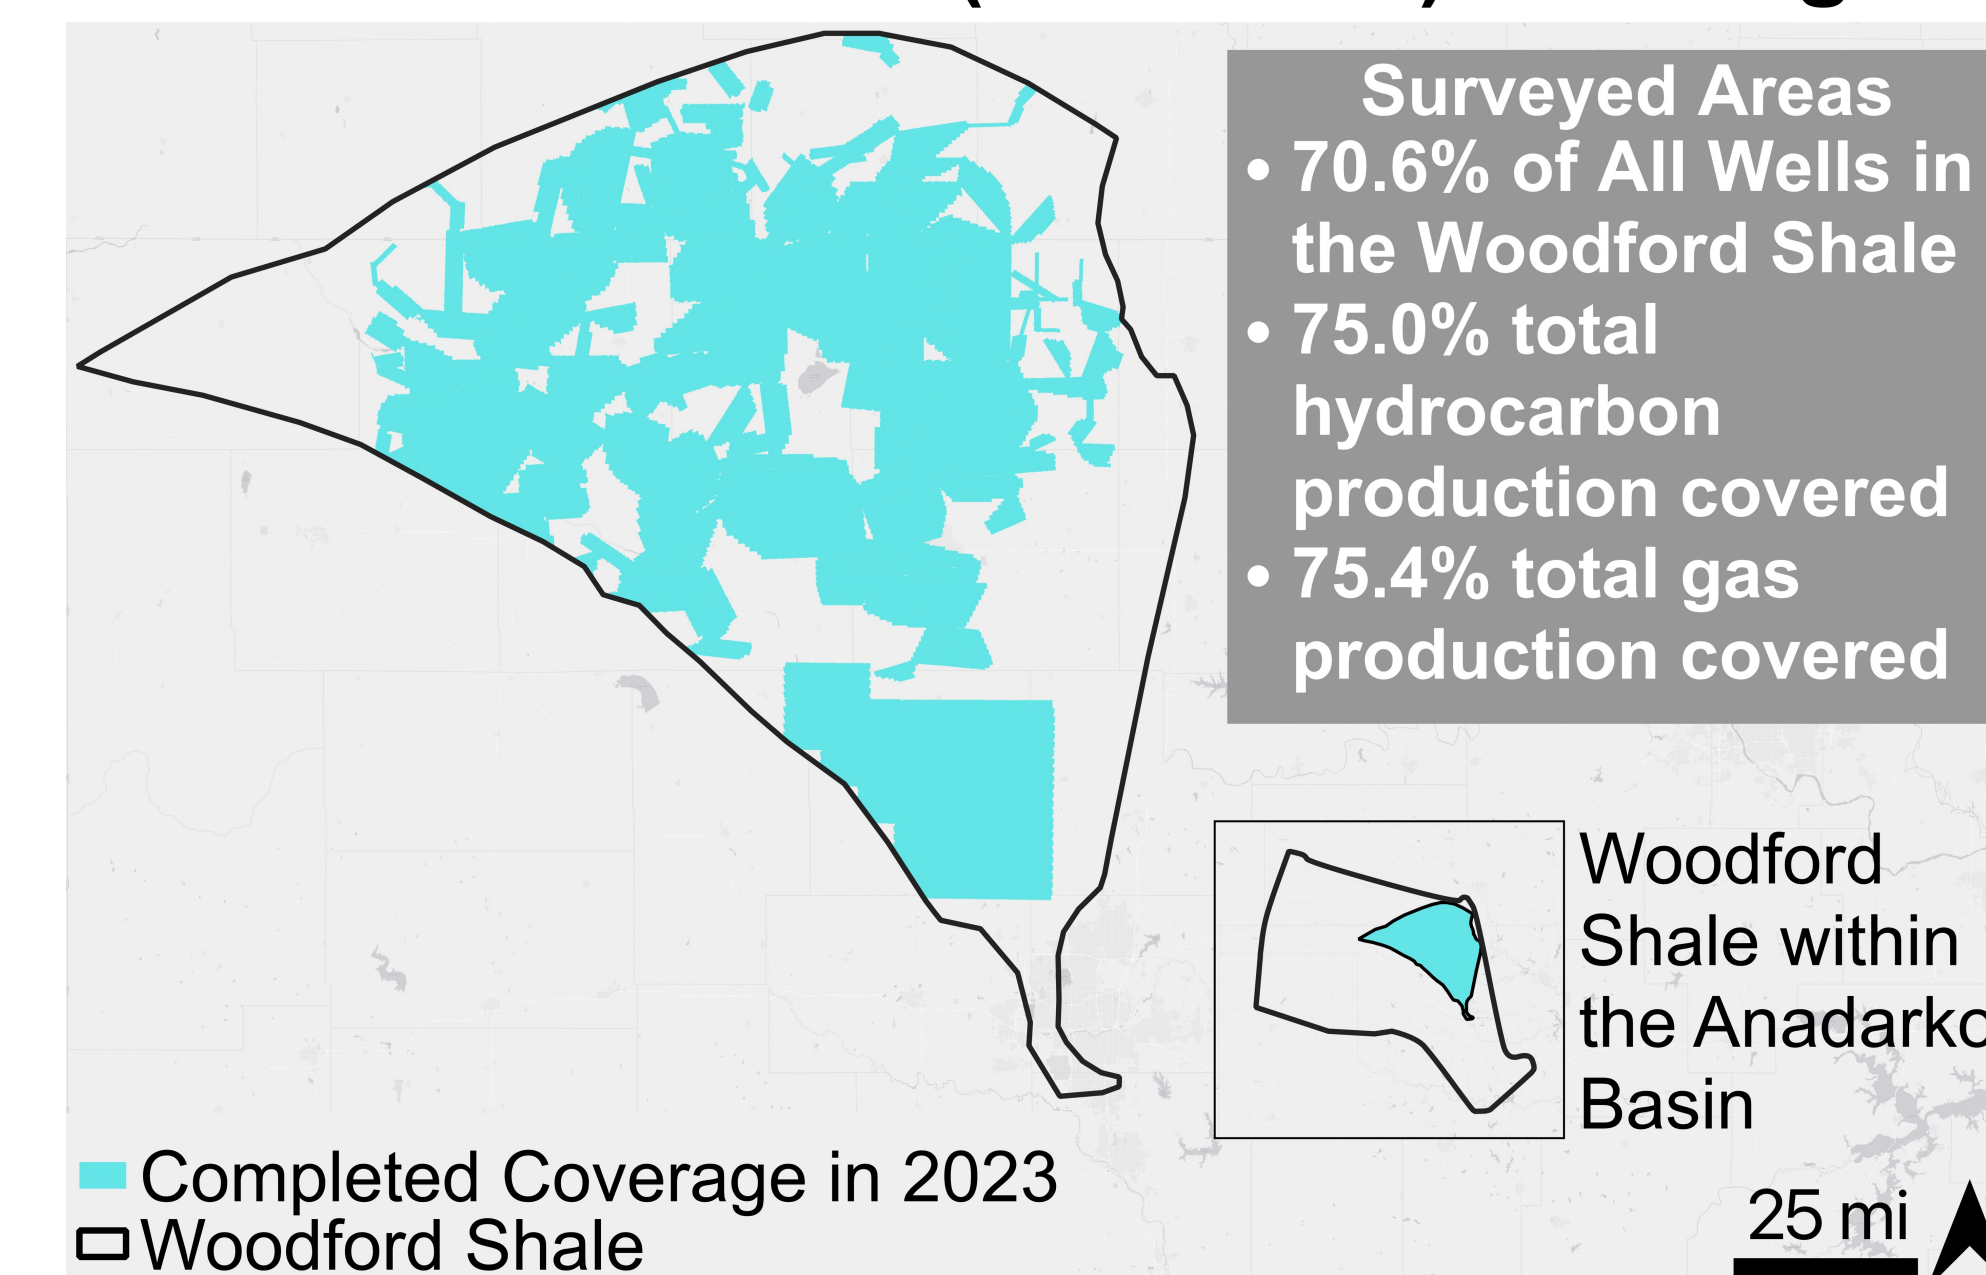 Surveyed Areas
• 70.6% of All Wells in
the Woodford Shale
• 75.0% total
hydrocarbon
production covered
• 75.4% total gas
production covered
Woodford
Shale within
the Anadarko
Basin
Completed Coverage in 2023
Woodford Shale
25 mi